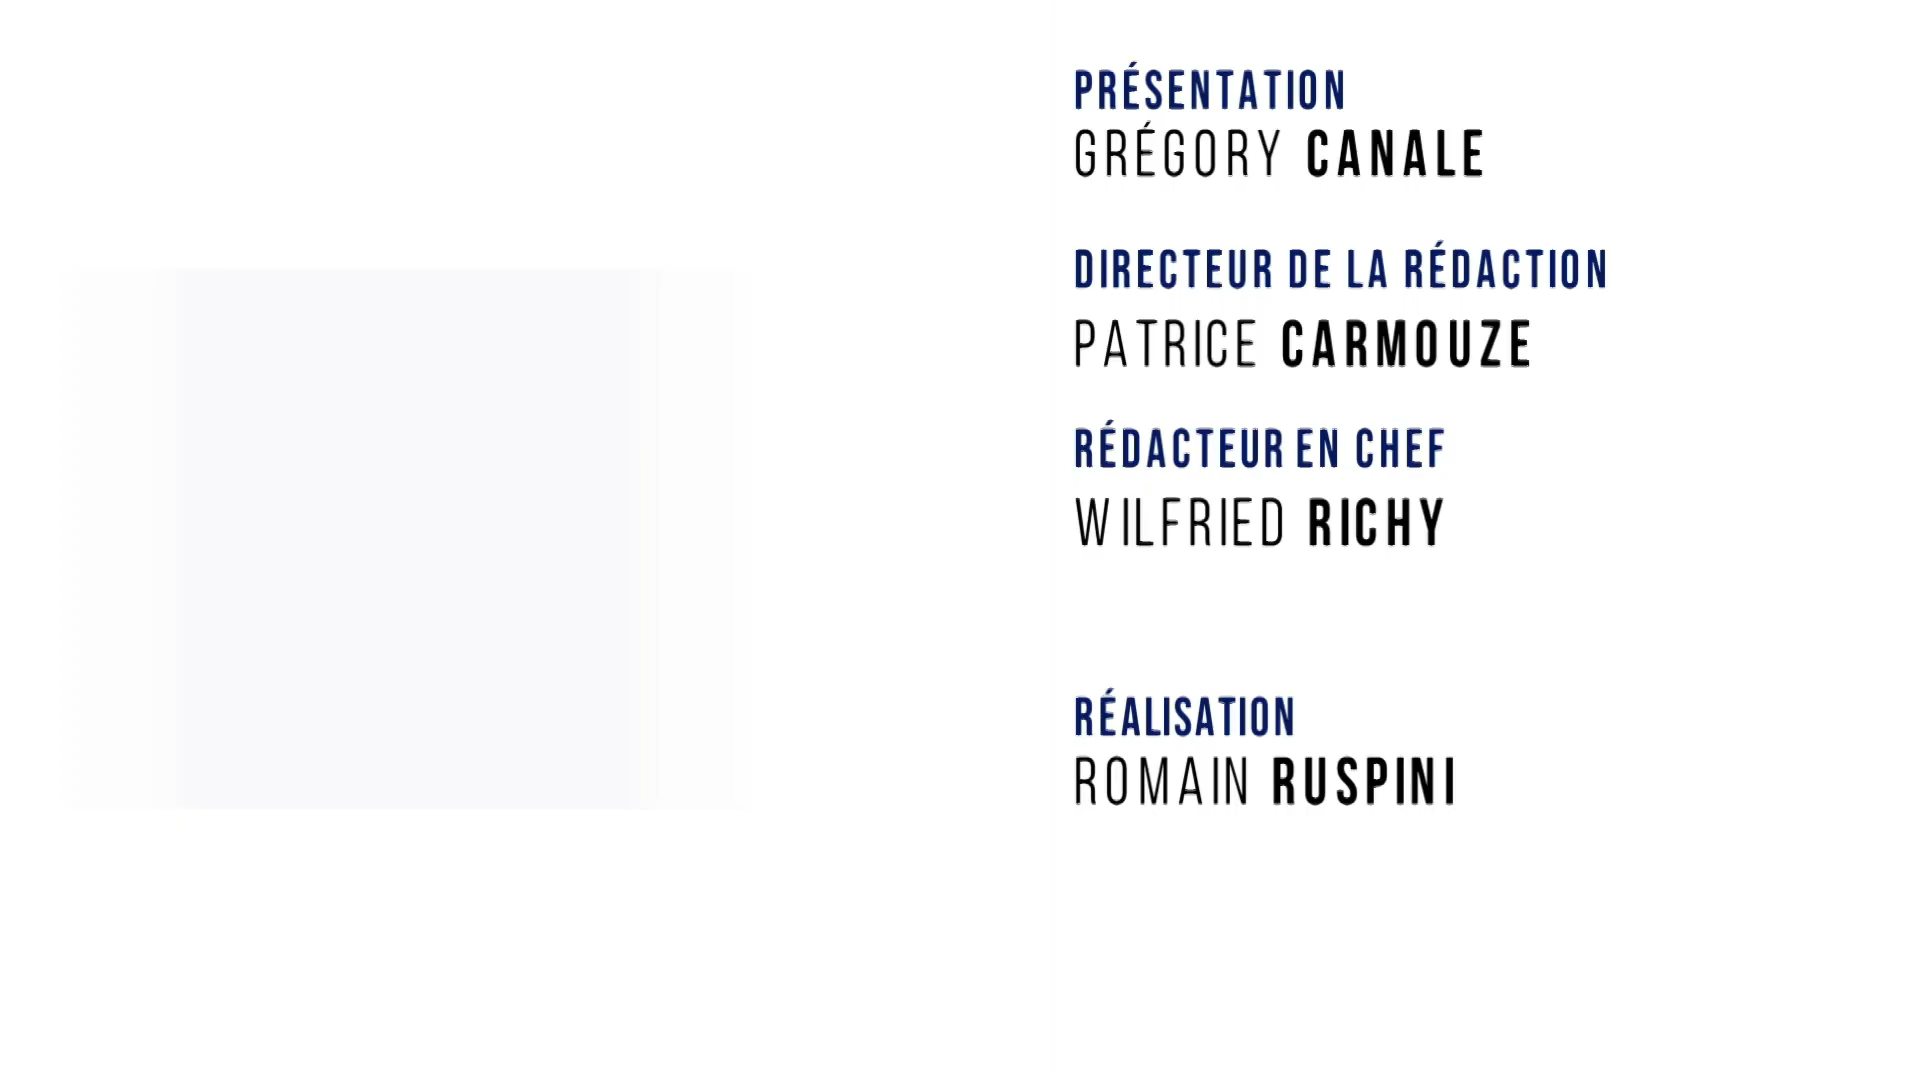 PRÉSENTATION
GRÉGORY CANALE
DIRECTEUR DE LA RÉDACTION
PATRICE CARMOUZE
RÉDACTEUR EN CHEF
WILFRIED RICHY
RÉALISATION
ROMAIN RUSPINI